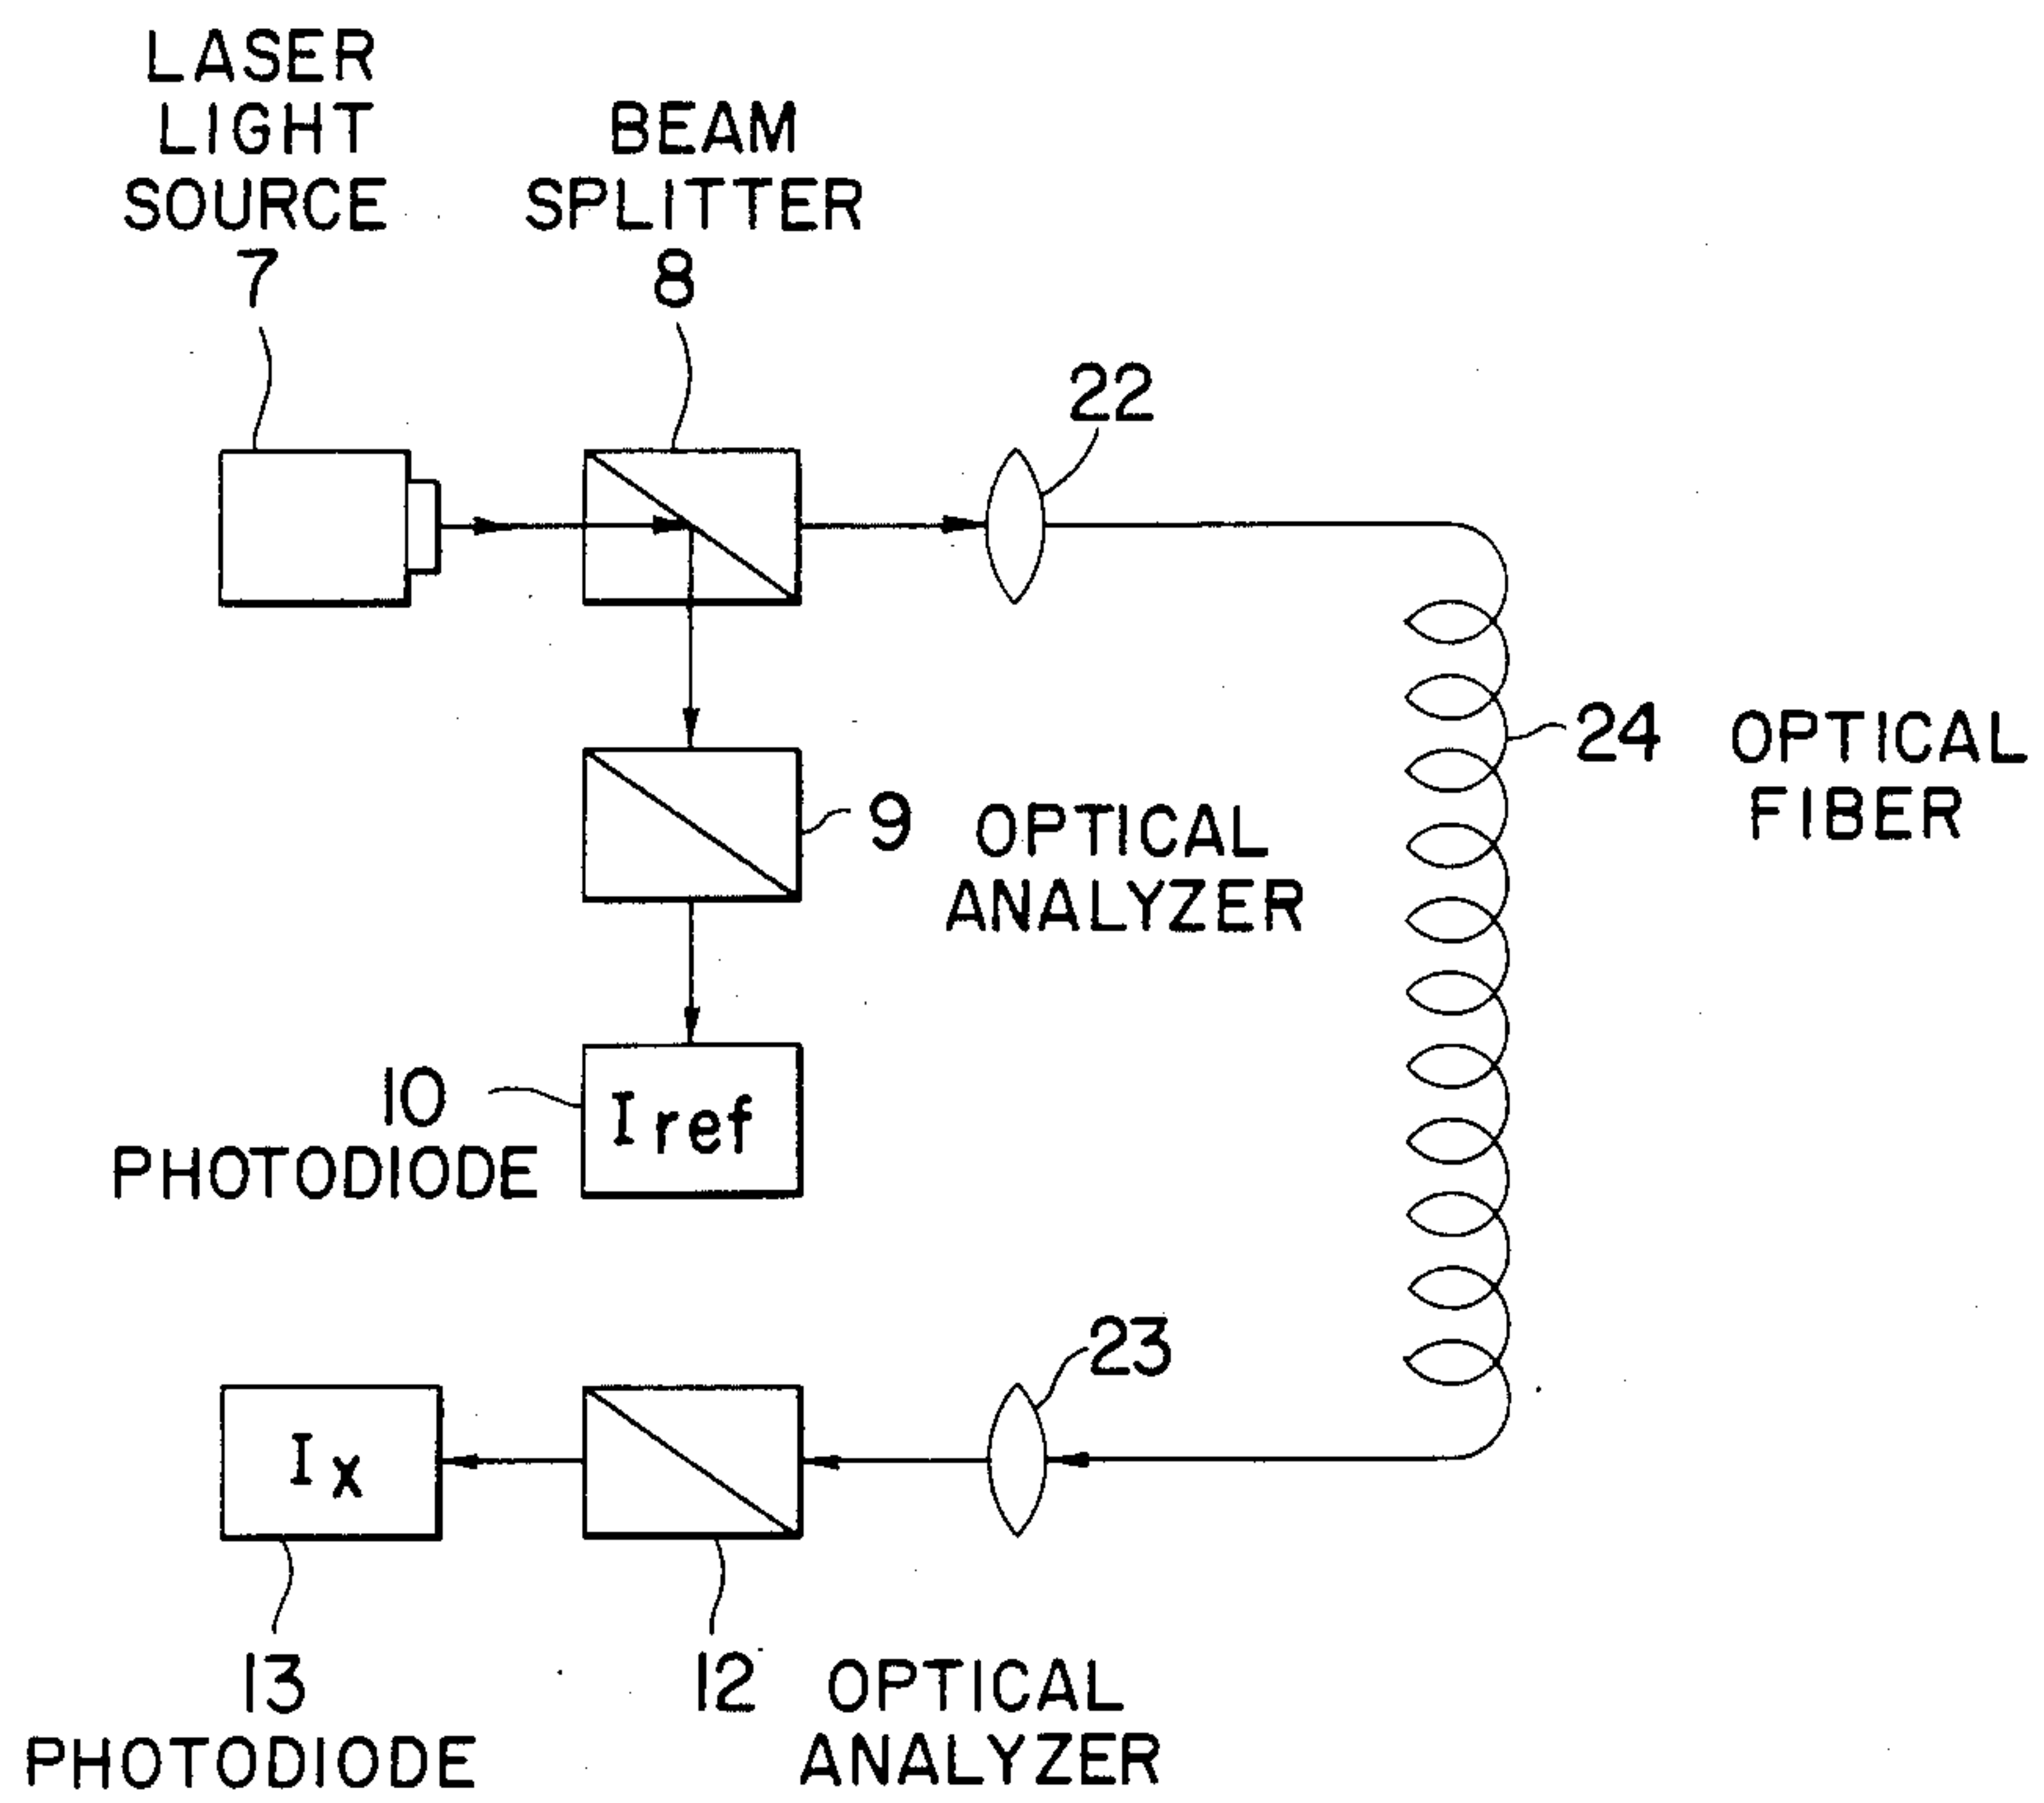 LASER
LIGHT
SOURCE
7
BEAM
SPLITTER
8
22
24 OPTICAL
FIBER
9 OPTICAL
ANALYZER
10
PHOTODIODE
Iref
23
Ix
13
PHOTODIODE
12 OPTICAL
ANALYZER